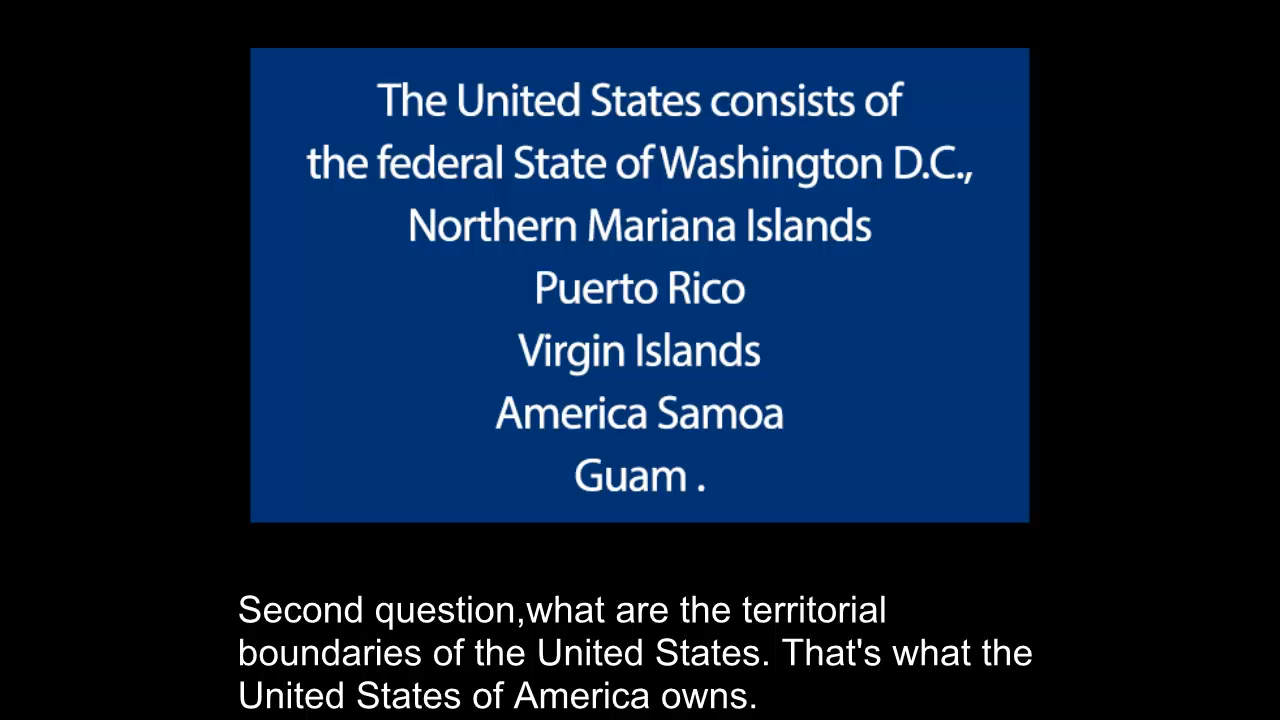 The United States consists of
the federal State of Washington D.C.,
Northern Mariana Islands
Puerto Rico
Virgin Islands
America Samoa
Guam .
Second question,what are the territorial
boundaries of the United States. That's what the
United States of America owns.